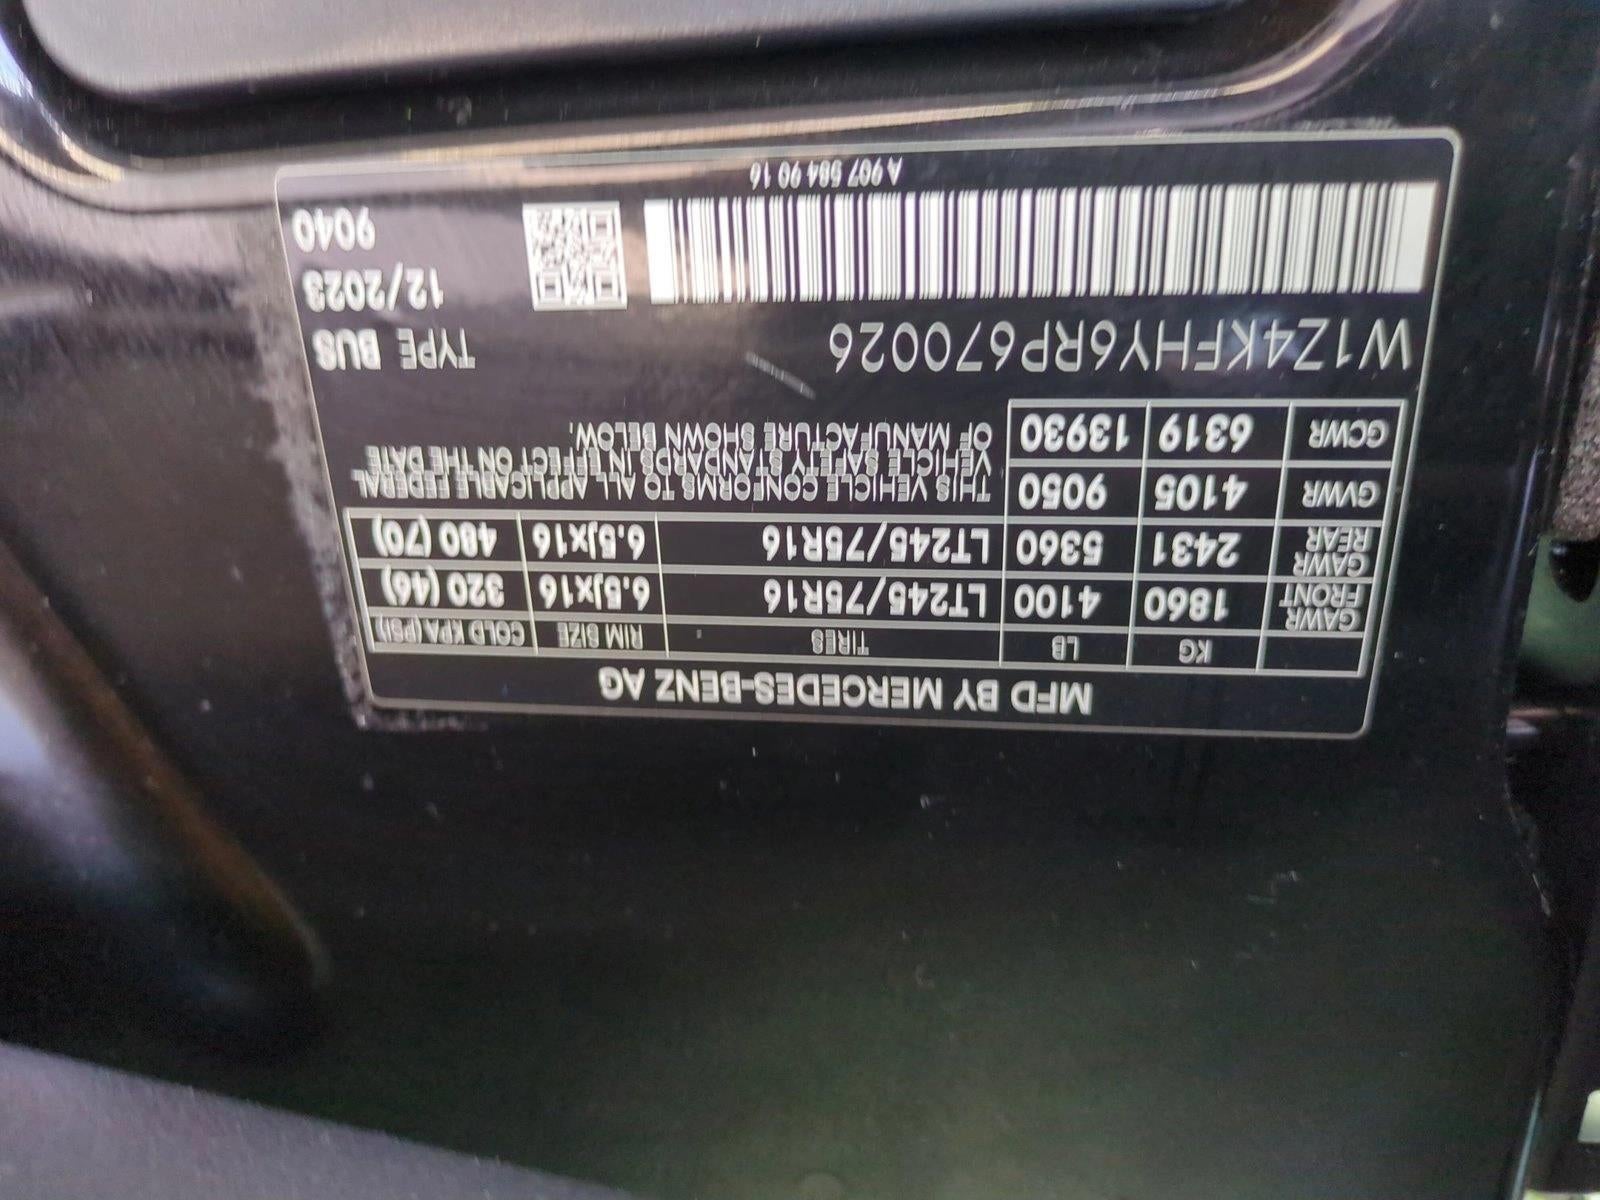 MFD BY MERCEDES-BENZ AG
KG LB TIRES RIM SIZE COLD KPA (PSI)
GAWR FRONT 1860 4100 LT245/75R16 6.5Jx16 320 (46)
GAWR REAR 2431 5360 LT245/75R16 6.5Jx16 480 (70)
GVWR 4105 9050
GCWR 6319 13930
THIS VEHICLE CONFORMS TO ALL APPLICABLE FEDERAL
VEHICLE SAFETY STANDARDS IN EFFECT ON THE DATE
OF MANUFACTURE SHOWN BELOW.
W1Z4KFHY6RP670026
TYPE BUS
12/2023
9040
A 907 584 90 16